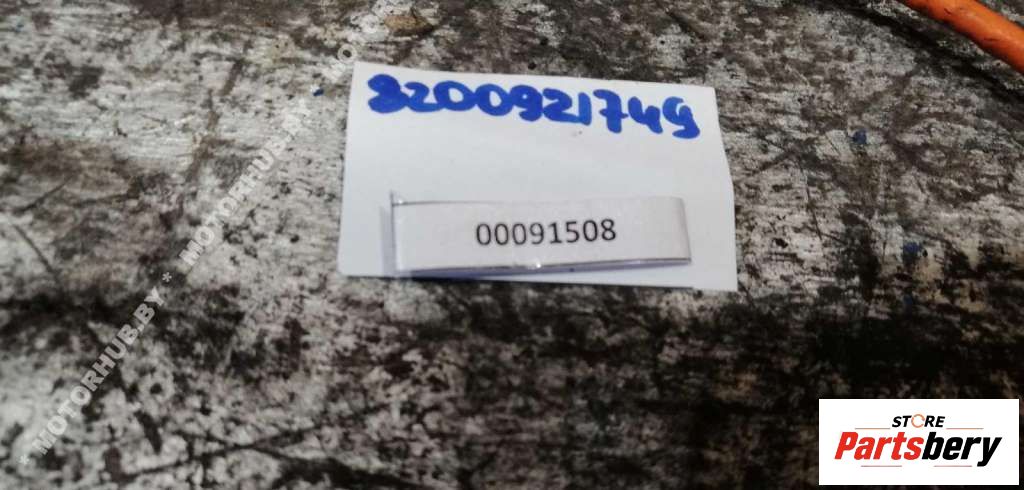 8200921749
00091508
* MOTORHUB.BY * MOTORHUB.BY * MOTOR
STORE
Partsbery